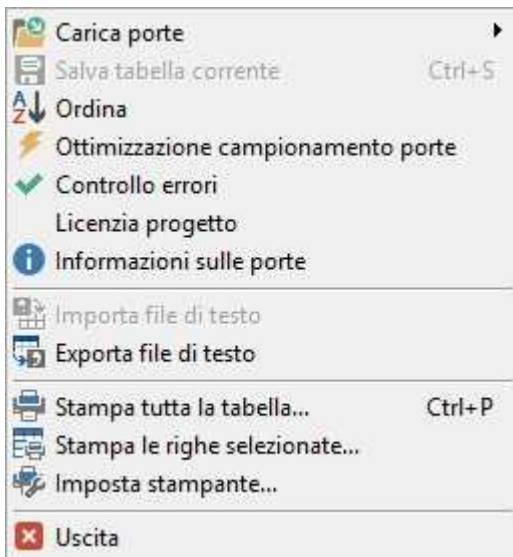 Carica porte
Salva tabella corrente Ctrl+S
Ordina
Ottimizzazione campionamento porte
Controllo errori
Licenzia progetto
Informazioni sulle porte
Importa file di testo
Exporta file di testo
Stampa tutta la tabella... Ctrl+P
Stampa le righe selezionate...
Imposta stampante...
Uscita